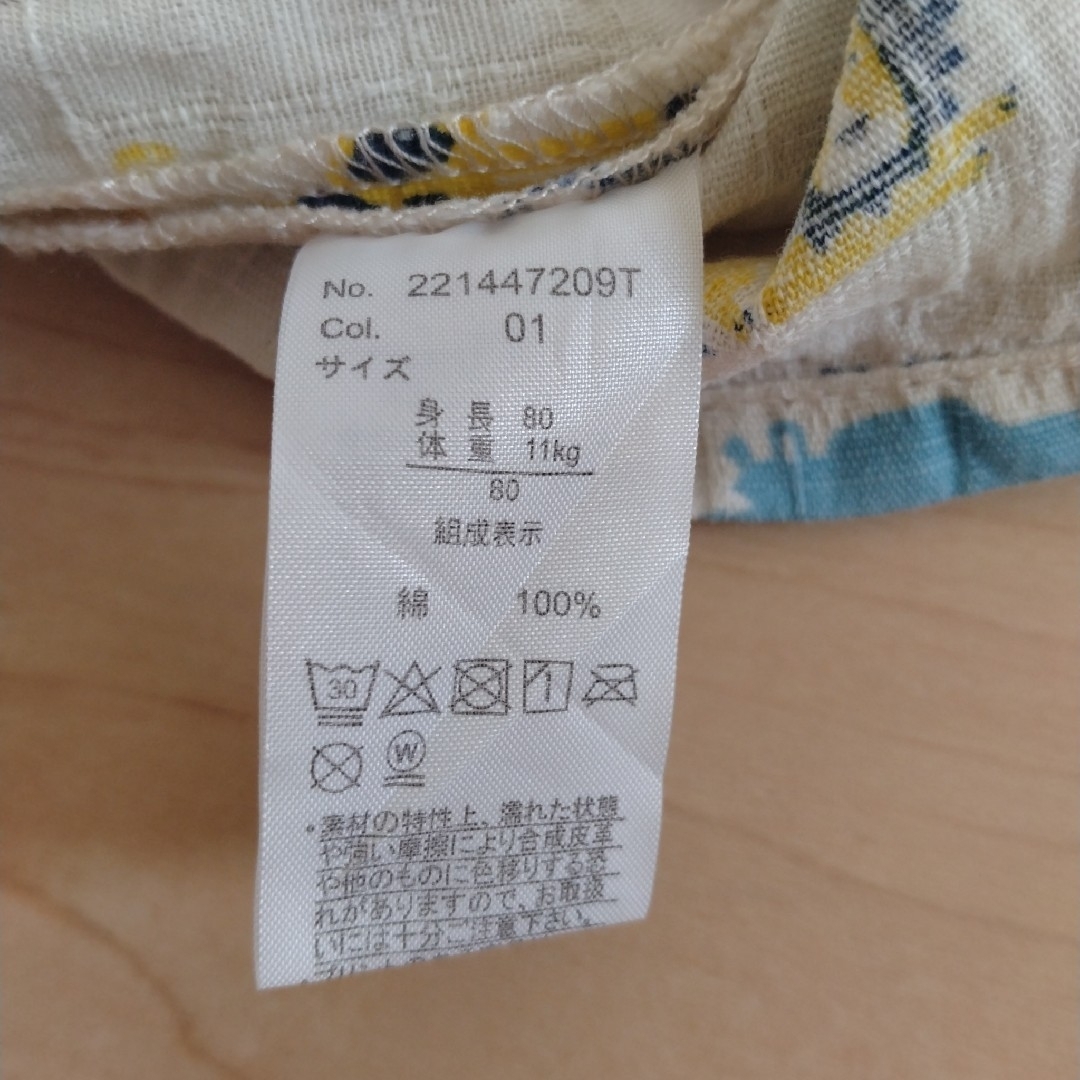 No. 221447209T
Col. 01
サイズ
身長 80
体重 11kg
80
組成表示
綿 100%
30
1
W
・素材の特性上、濡れた状態
や強い摩擦により合成皮革
や他のものに色移りする恐
れがありますので、お取扱
いには十分ご注意下さい。